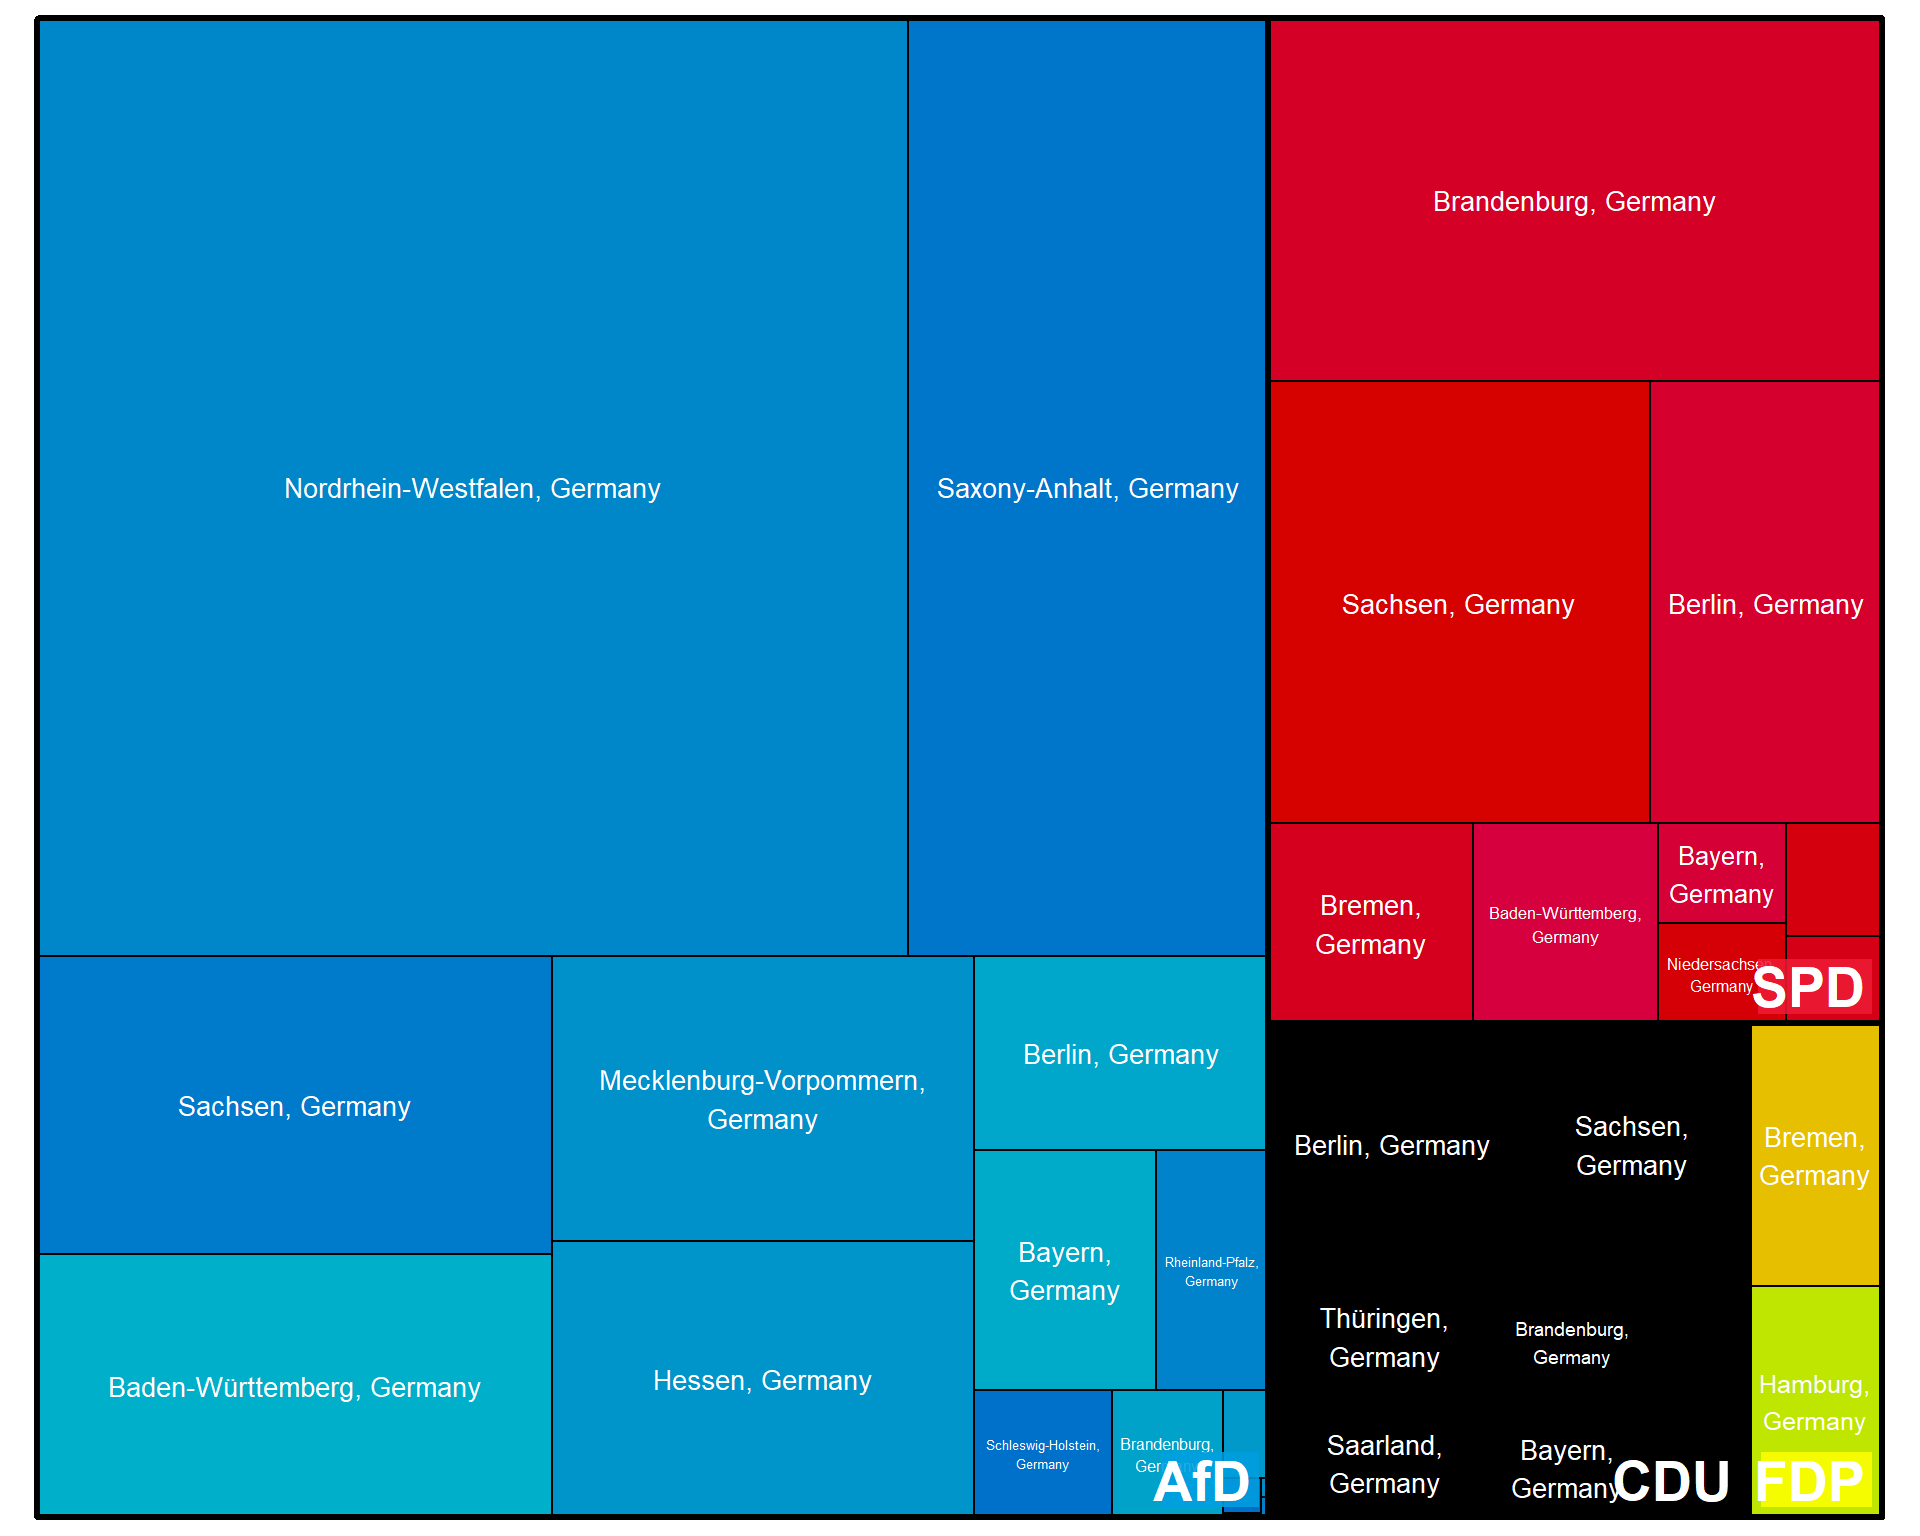 Nordrhein-Westfalen, Germany
Saxony-Anhalt, Germany
Sachsen, Germany
Mecklenburg-Vorpommern,
Germany
Berlin, Germany
Bayern,
Germany
Rheinland-Pfalz,
Germany
Baden-Württemberg, Germany
Hessen, Germany
Schleswig-Holstein,
Germany
Brandenburg,
Germany
AfD
Brandenburg, Germany
Sachsen, Germany
Berlin, Germany
Bremen,
Germany
Baden-Württemberg,
Germany
Bayern,
Germany
Niedersachsen,
Germany
SPD
Berlin, Germany
Sachsen,
Germany
Thüringen,
Germany
Brandenburg,
Germany
Saarland,
Germany
Bayern,
Germany
CDU
Bremen,
Germany
Hamburg,
Germany
FDP